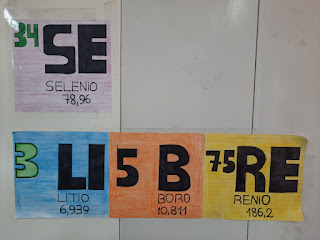 34 SE
SELENIO
78,96
3 LI
LITIO
6,939
5 B
BORO
10,811
75 RE
RENIO
186,2